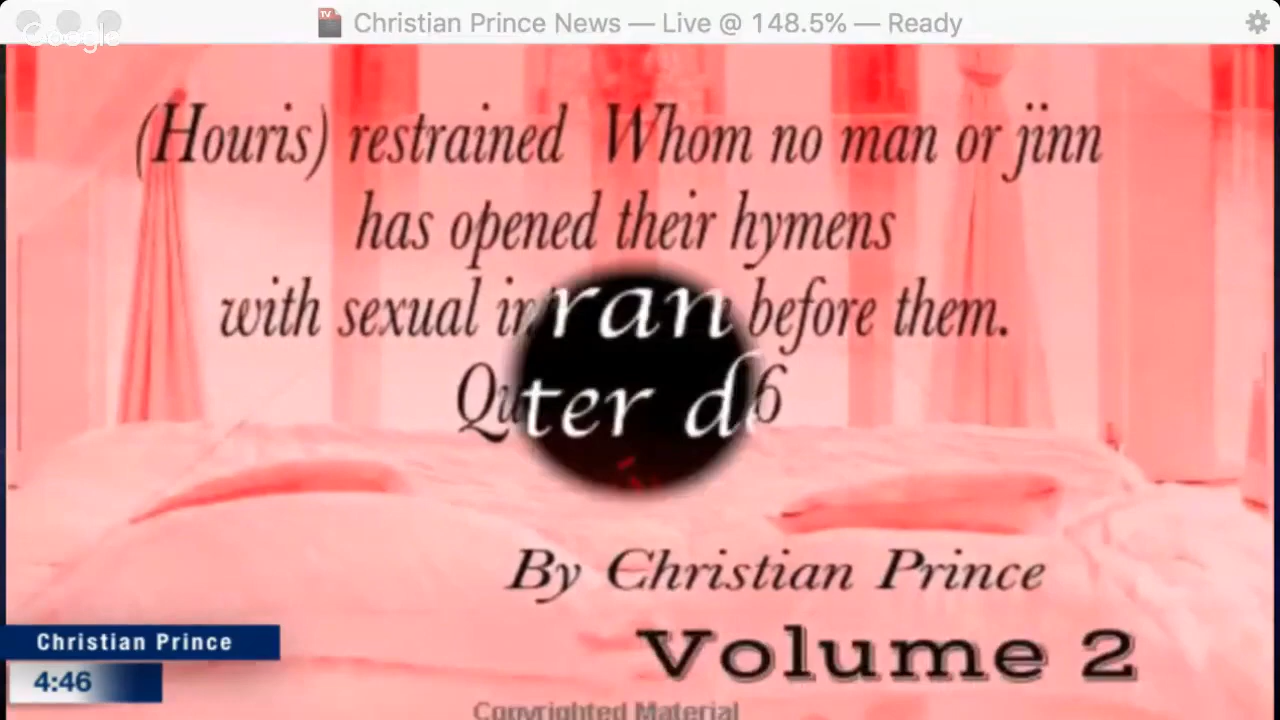 Christian Prince News — Live @ 148.5% — Ready
Google
(Houris) restrained Whom no man or jinn
has opened their hymens
with sexual before them.
ran
6
ter
By Christian Prince
Volume 2
Christian Prince
4:46
Copyrighted Material